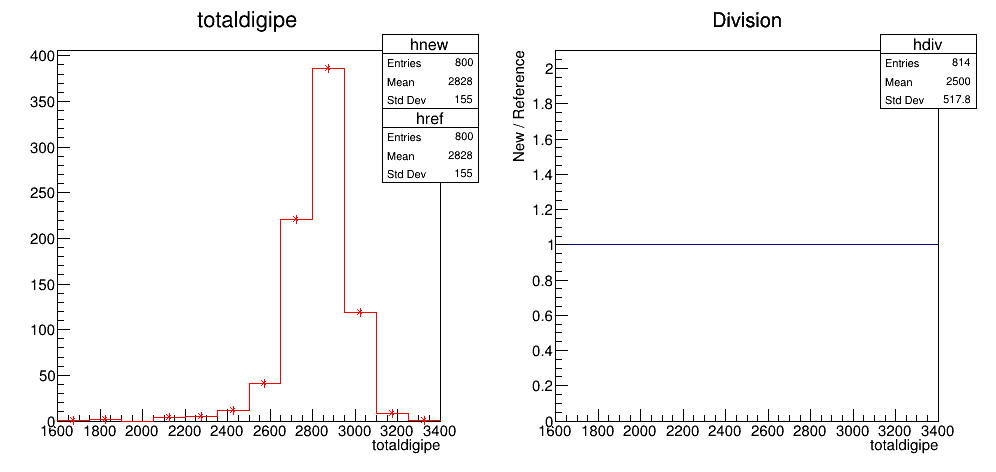 totaldigipe
hnew
Entries 800
Mean 2828
Std Dev 155
href
Entries 800
Mean 2828
Std Dev 155
400
350
300
250
200
150
100
50
0
1600 1800 2000 2200 2400 2600 2800 3000 3200 3400
totaldigipe
Division
hdiv
Entries 814
Mean 2500
Std Dev 517.8
New / Reference
2
1.8
1.6
1.4
1.2
1
0.8
0.6
0.4
0.2
0
1600 1800 2000 2200 2400 2600 2800 3000 3200 3400
totaldigipe